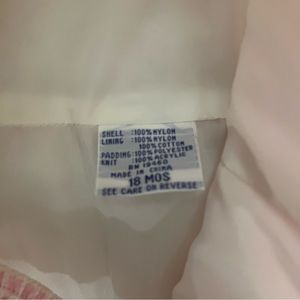 SHELL :100%NYLON
LINING :100%NYLON
100%COTTON
PADDING:100%POLYESTER
KNIT :100%ACRYLIC
RN 19460
MADE IN CHINA
18 MOS
SEE CARE ON REVERSE